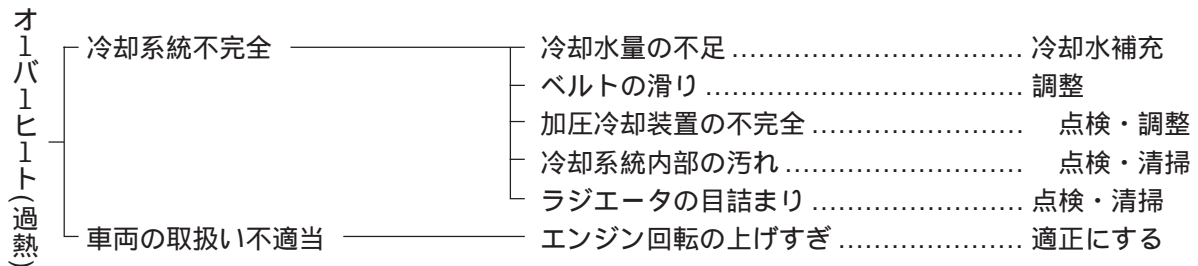 オーバーヒート(過熱)
冷却系統不完全 冷却水量の不足 冷却水補充
ベルトの滑り 調整
加圧冷却装置の不完全 点検・調整
冷却系統内部の汚れ 点検・清掃
ラジエータの目詰まり 点検・清掃
車両の取扱い不適当 エンジン回転の上げすぎ 適正にする